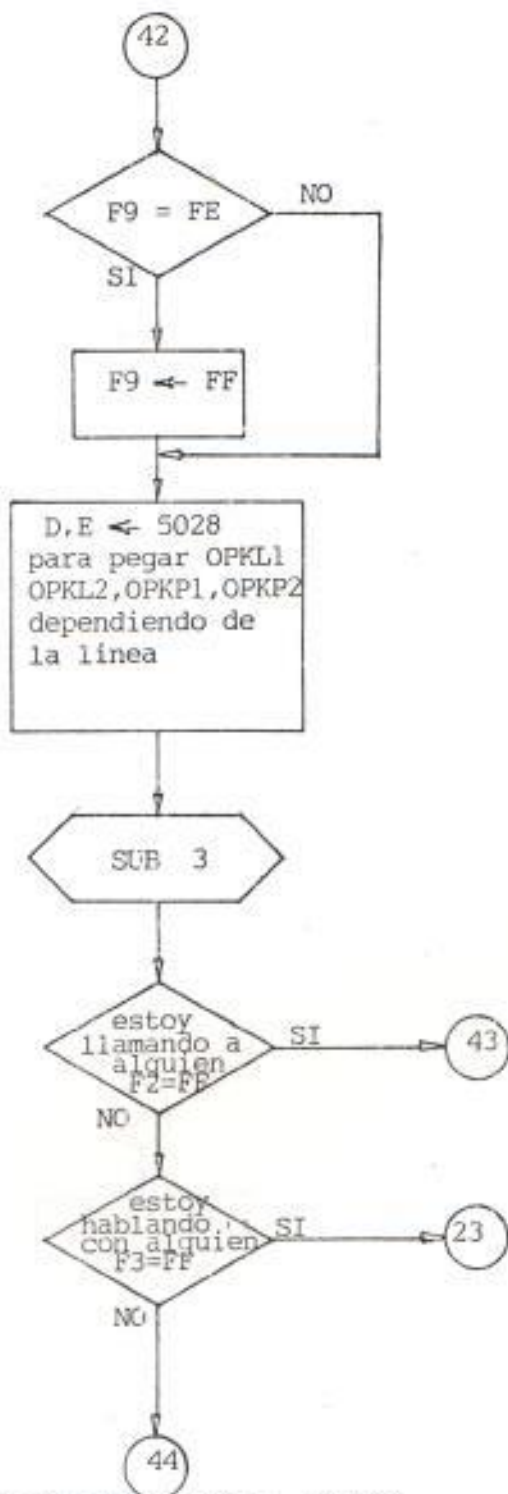 42
F9 = FE
NO
SI
F9 ← FF
D,E ← 5028
para pegar OPKL1
OPKL2,OPKP1,OPKP2
dependiendo de
la línea
SUB 3
estoy
llamando a
alguien
F2=FF
SI
43
NO
estoy
hablando
con alguien
F3=FF
SI
23
NO
44